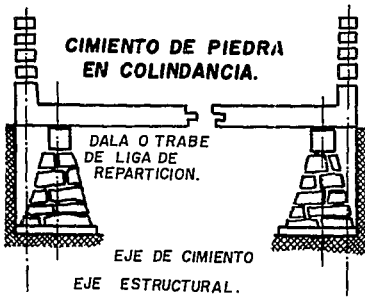 CIMIENTO DE PIEDRA
EN COLINDANCIA.
DALA O TRABE
DE LIGA DE
REPARTICION.
EJE DE CIMIENTO
EJE ESTRUCTURAL.